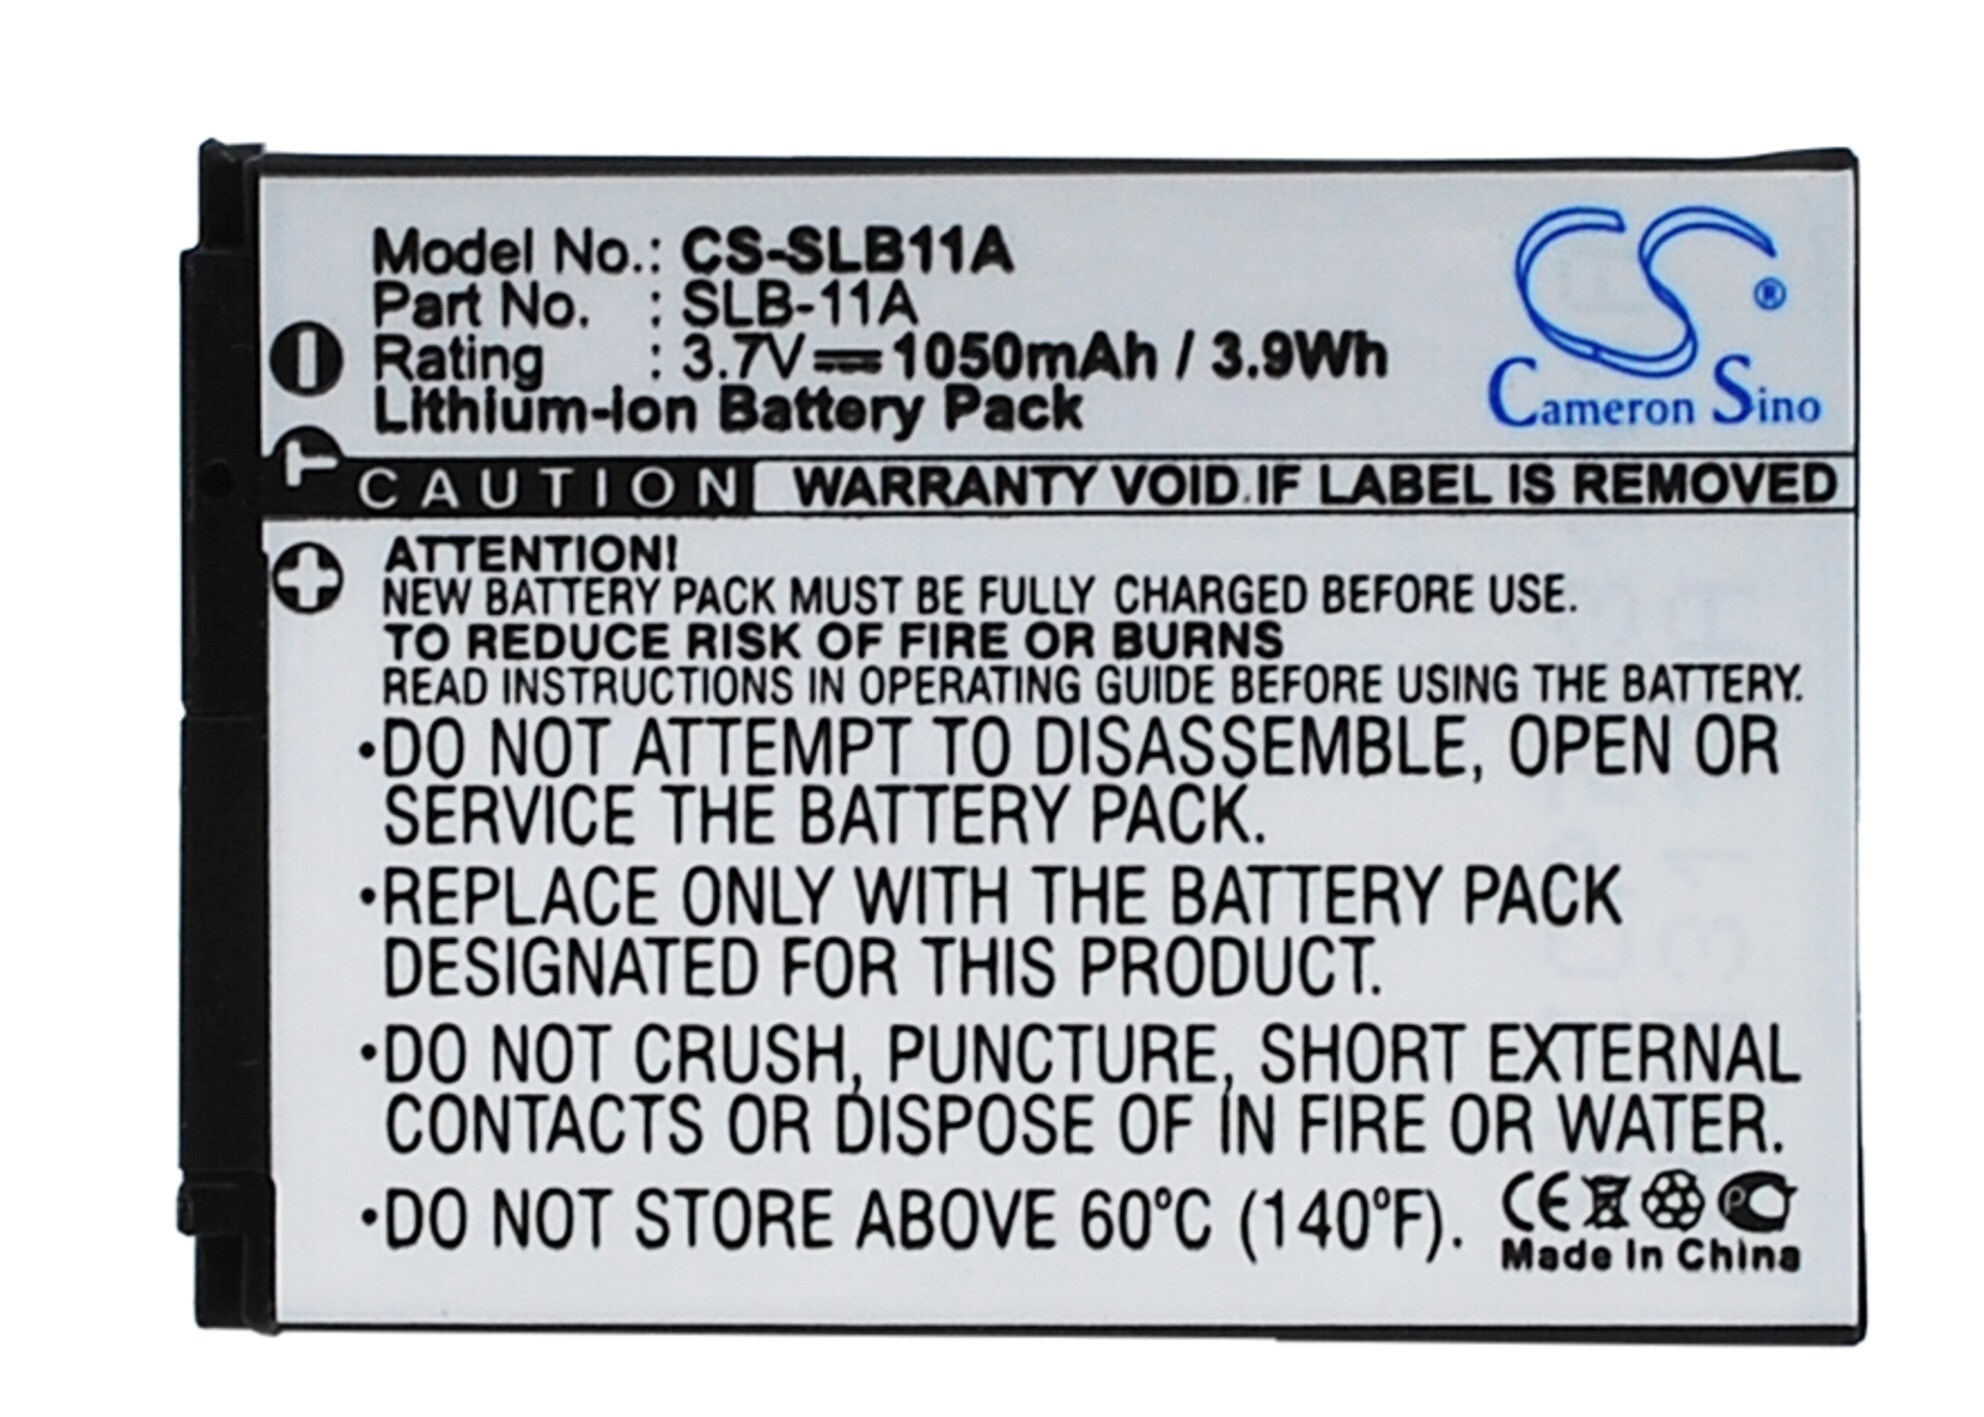 Model No.: CS-SLB11A
Part No. : SLB-11A
Rating : 3.7V 1050mAh / 3.9Wh
Lithium-ion Battery Pack
CS®
Cameron Sino
T
CAUTION WARRANTY VOID IF LABEL IS REMOVED
ATTENTION!
NEW BATTERY PACK MUST BE FULLY CHARGED BEFORE USE.
TO REDUCE RISK OF FIRE OR BURNS
READ INSTRUCTIONS IN OPERATING GUIDE BEFORE USING THE BATTERY.
•DO NOT ATTEMPT TO DISASSEMBLE, OPEN OR
SERVICE THE BATTERY PACK.
•REPLACE ONLY WITH THE BATTERY PACK
DESIGNATED FOR THIS PRODUCT.
•DO NOT CRUSH, PUNCTURE, SHORT EXTERNAL
CONTACTS OR DISPOSE OF IN FIRE OR WATER.
•DO NOT STORE ABOVE 60°C (140°F).
CE
Made in China